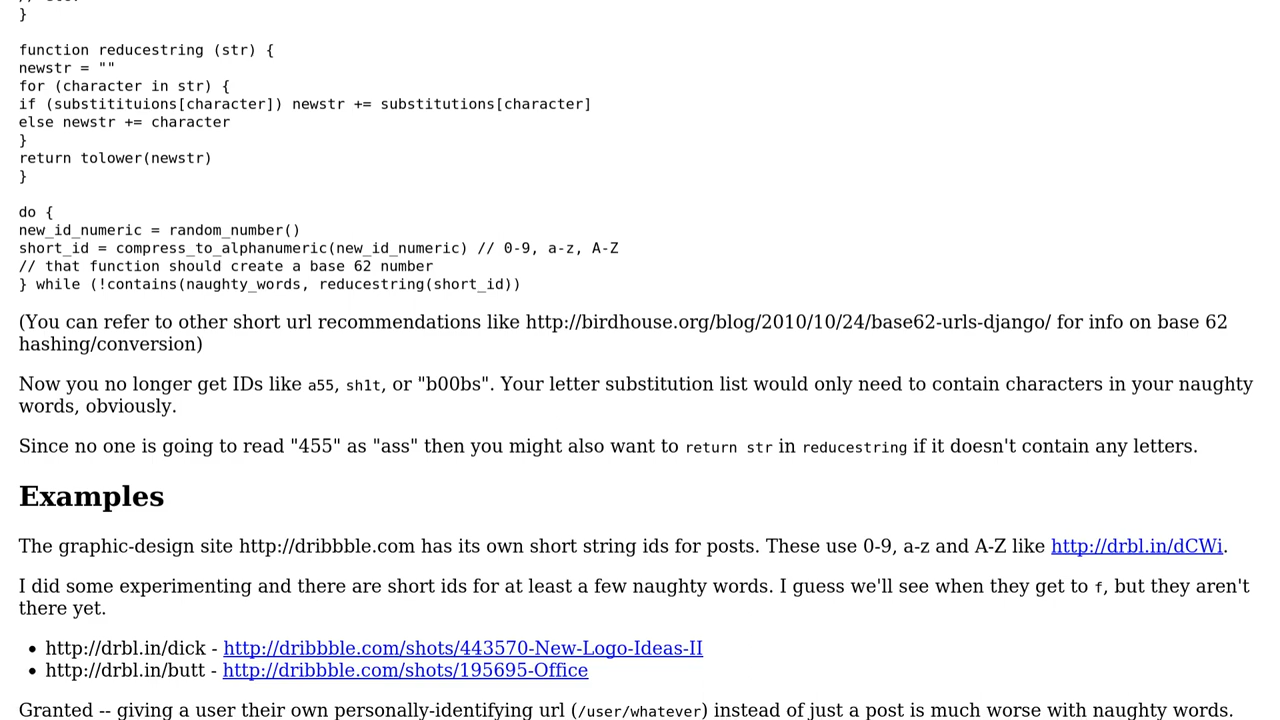 }
function reducestring (str) {
newstr = ""
for (character in str) {
if (substitituions[character]) newstr += substitutions[character]
else newstr += character
}
return tolower(newstr)
}
do {
new_id_numeric = random_number()
short_id = compress_to_alphanumeric(new_id_numeric) // 0-9, a-z, A-Z
// that function should create a base 62 number
} while (!contains(naughty_words, reducestring(short_id))
(You can refer to other short url recommendations like http://birdhouse.org/blog/2010/10/24/base62-urls-django/ for info on base 62
hashing/conversion)
Now you no longer get IDs like a55, sh1t, or "b00bs". Your letter substitution list would only need to contain characters in your naughty
words, obviously.
Since no one is going to read "455" as "ass" then you might also want to return str in reducestring if it doesn't contain any letters.
Examples
The graphic-design site http://dribbble.com has its own short string ids for posts. These use 0-9, a-z and A-Z like http://drbl.in/dCWi.
I did some experimenting and there are short ids for at least a few naughty words. I guess we'll see when they get to f, but they aren't
there yet.
• http://drbl.in/dick - http://dribbble.com/shots/443570-New-Logo-Ideas-II
• http://drbl.in/butt - http://dribbble.com/shots/195695-Office
Granted -- giving a user their own personally-identifying url (/user/whatever) instead of just a post is much worse with naughty words.